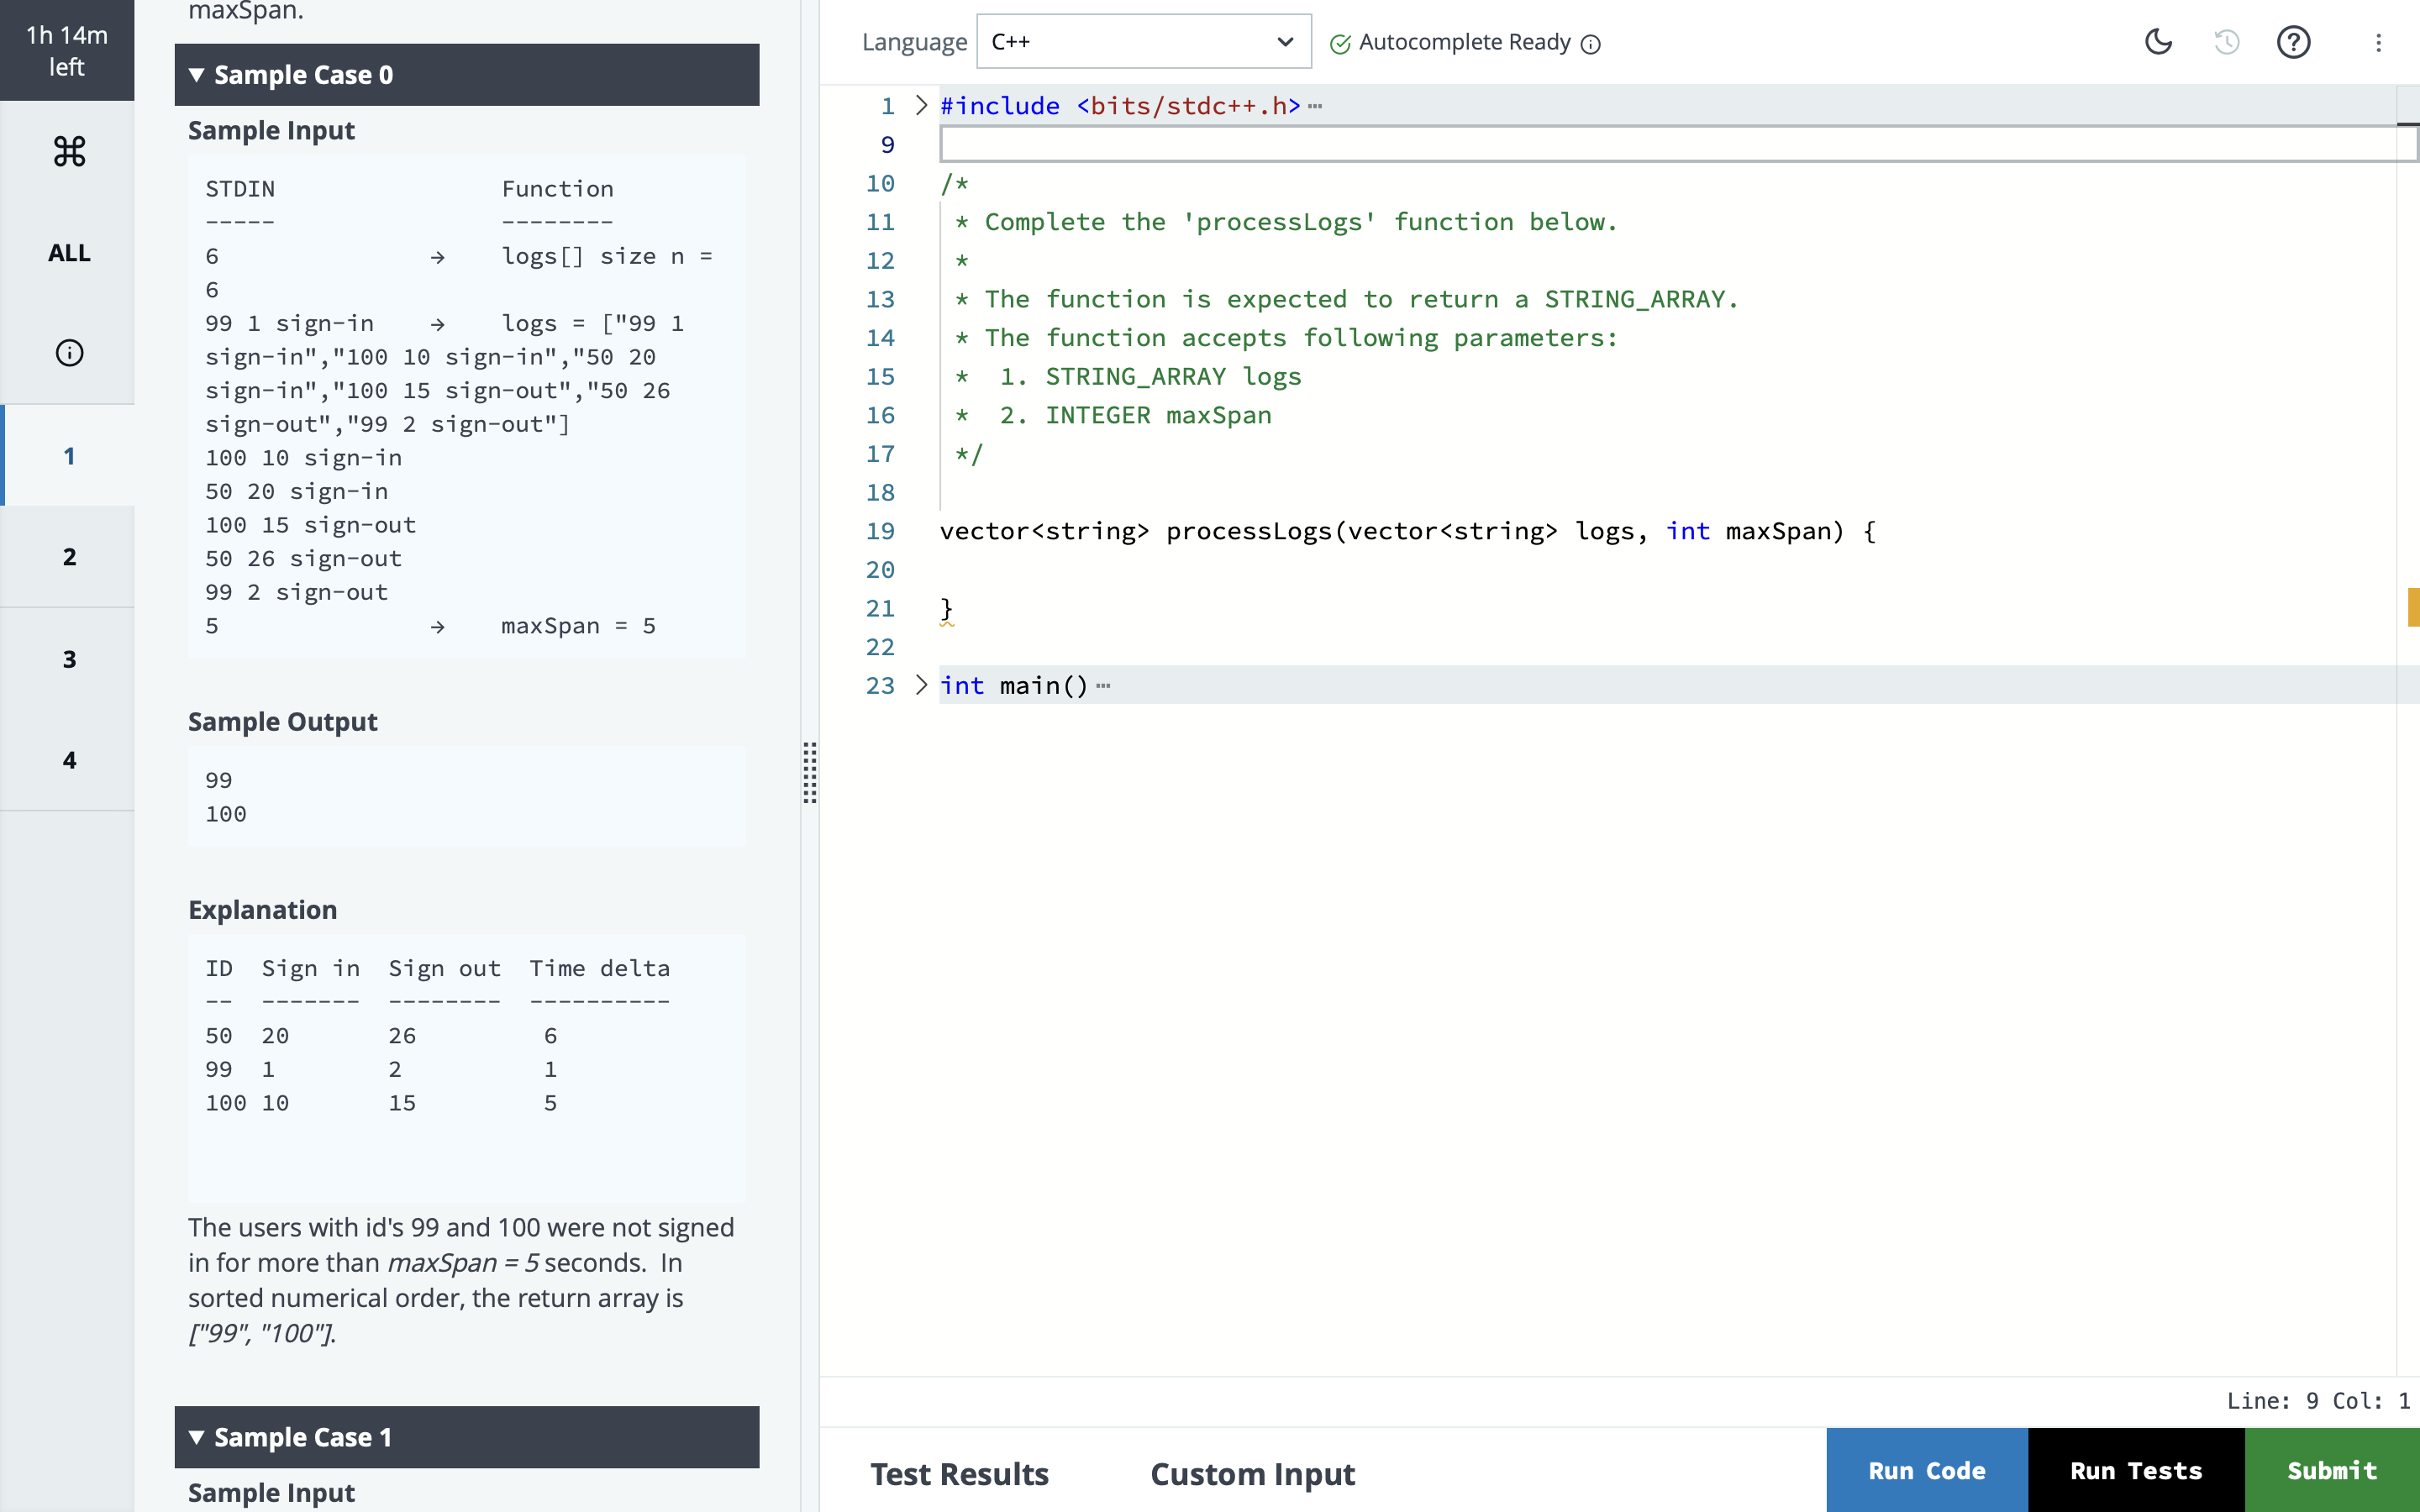 1h 14m
left
ALL
1
2
3
4
maxSpan.
Sample Case 0
Sample Input
STDIN Function
----- --------
6 → logs[] size n =
6
99 1 sign-in → logs = ["99 1
sign-in","100 10 sign-in","50 20
sign-in","100 15 sign-out","50 26
sign-out","99 2 sign-out"]
100 10 sign-in
50 20 sign-in
100 15 sign-out
50 26 sign-out
99 2 sign-out
5 → maxSpan = 5
Sample Output
99
100
Explanation
ID Sign in Sign out Time delta
-- ------- -------- ----------
50 20 26 6
99 1 2 1
100 10 15 5
The users with id's 99 and 100 were not signed
in for more than maxSpan = 5 seconds. In
sorted numerical order, the return array is
["99", "100"].
Sample Case 1
Sample Input
Language C++ Autocomplete Ready
1 #include <bits/stdc++.h>
9
10 /*
11 * Complete the 'processLogs' function below.
12 *
13 * The function is expected to return a STRING_ARRAY.
14 * The function accepts following parameters:
15 * 1. STRING_ARRAY logs
16 * 2. INTEGER maxSpan
17 */
18
19 vector<string> processLogs(vector<string> logs, int maxSpan) {
20
21 }
22
23 int main()
Line: 9 Col: 1
Test Results Custom Input Run Code Run Tests Submit